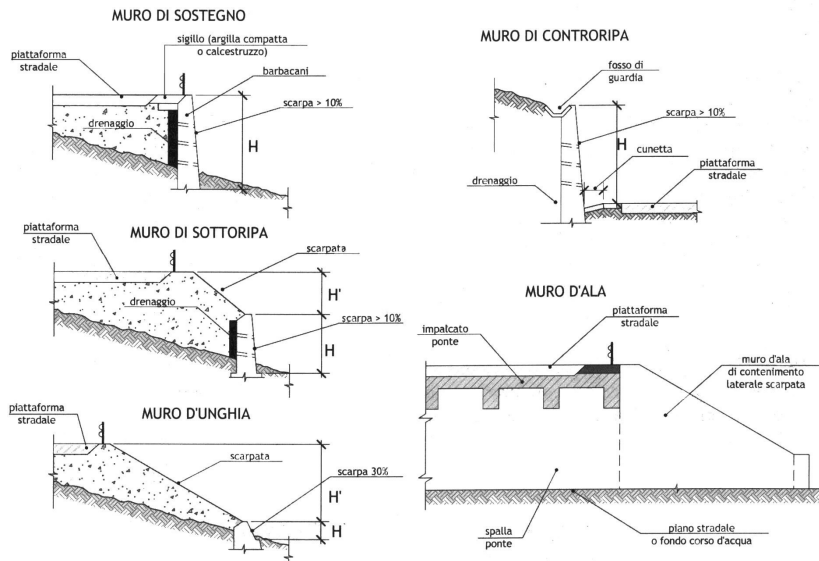 MURO DI SOSTEGNO
sigillo (argilla compatta
o calcestruzzo)
piattaforma
stradale
barbacani
scarpa > 10%
drenaggio
H
MURO DI SOTTORIPA
piattaforma
stradale
scarpata
drenaggio
H'
scarpa > 10%
H
MURO D'UNGHIA
piattaforma
stradale
scarpata
scarpa 30%
H'
H
MURO DI CONTRORIPA
fosso di
guardia
scarpa > 10%
H
cunetta
piattaforma
stradale
drenaggio
MURO D'ALA
piattaforma
stradale
impalcato
ponte
muro d'ala
di contenimento
laterale scarpata
spalla
ponte
piano stradale
o fondo corso d'acqua